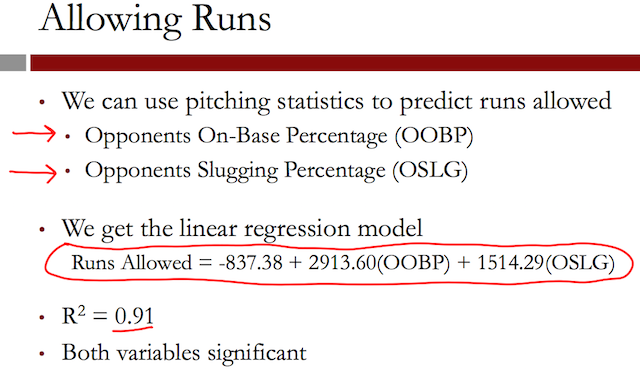 Allowing Runs
• We can use pitching statistics to predict runs allowed
• Opponents On-Base Percentage (OOBP)
• Opponents Slugging Percentage (OSLG)
• We get the linear regression model
Runs Allowed = -837.38 + 2913.60(OOBP) + 1514.29(OSLG)
• R² = 0.91
• Both variables significant